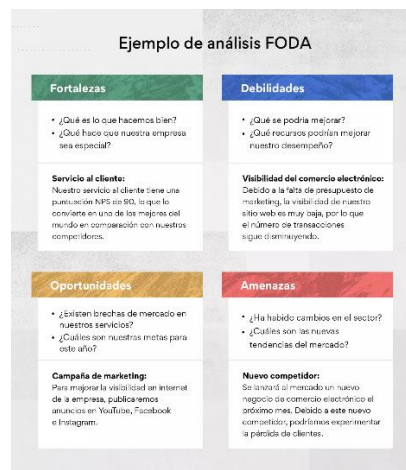 Ejemplo de análisis FODA
Fortalezas
• ¿Qué es lo que hacemos bien?
• ¿Qué hace que nuestra empresa
sea especial?
Servicio al cliente:
Nuestro servicio al cliente tiene una
puntuación NPS de 90, lo que lo
convierte en uno de los mejores del
mundo en comparación con nuestros
competidores.
Debilidades
• ¿Qué se podría mejorar?
• ¿Qué recursos podrían mejorar
nuestro desempeño?
Visibilidad del comercio electrónico:
Debido a la falta de presupuesto de
marketing, la visibilidad de nuestro
sitio web es muy baja, por lo que
el número de transacciones
sigue disminuyendo.
Oportunidades
• ¿Existen brechas de mercado en
nuestros servicios?
• ¿Cuáles son nuestras metas para
este año?
Campaña de marketing:
Para mejorar la visibilidad en internet
de la empresa, publicaremos
anuncios en YouTube, Facebook
e Instagram.
Amenazas
• ¿Ha habido cambios en el sector?
• ¿Cuáles son las nuevas
tendencias del mercado?
Nuevo competidor:
Se lanzará al mercado un nuevo
negocio de comercio electrónico el
próximo mes. Debido a este nuevo
competidor, podríamos experimentar
la pérdida de clientes.